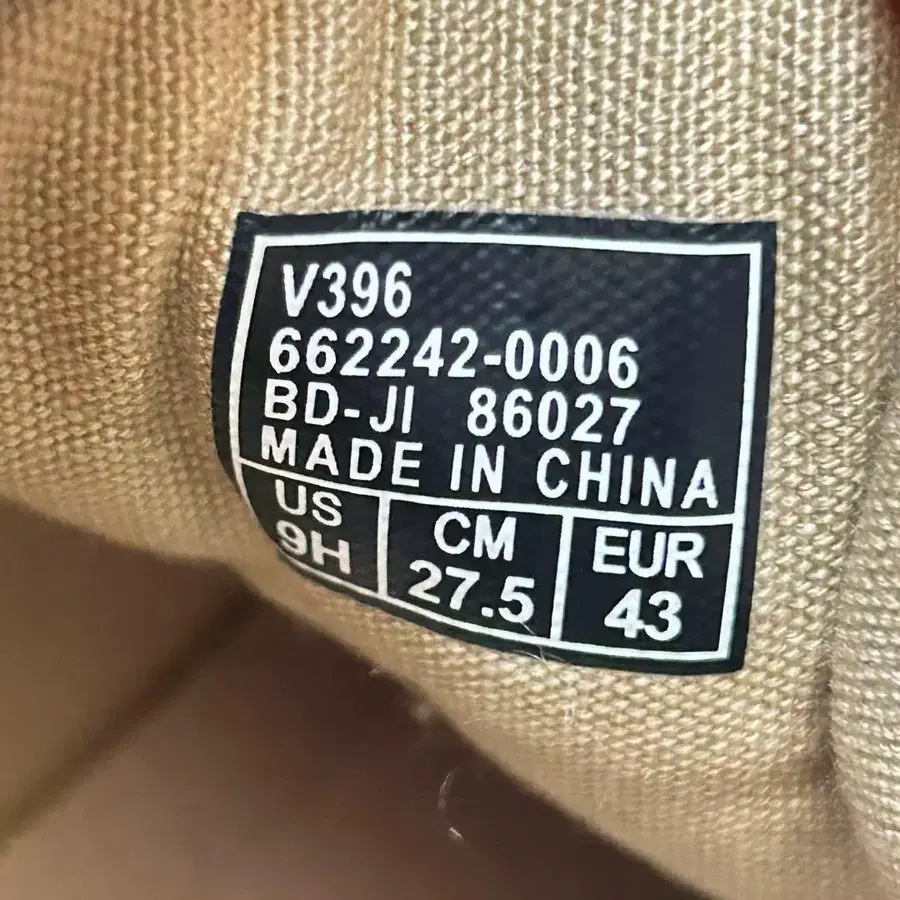 V396
662242-0006
BD-JI 86027
MADE IN CHINA
US CM EUR
9H 27.5 43